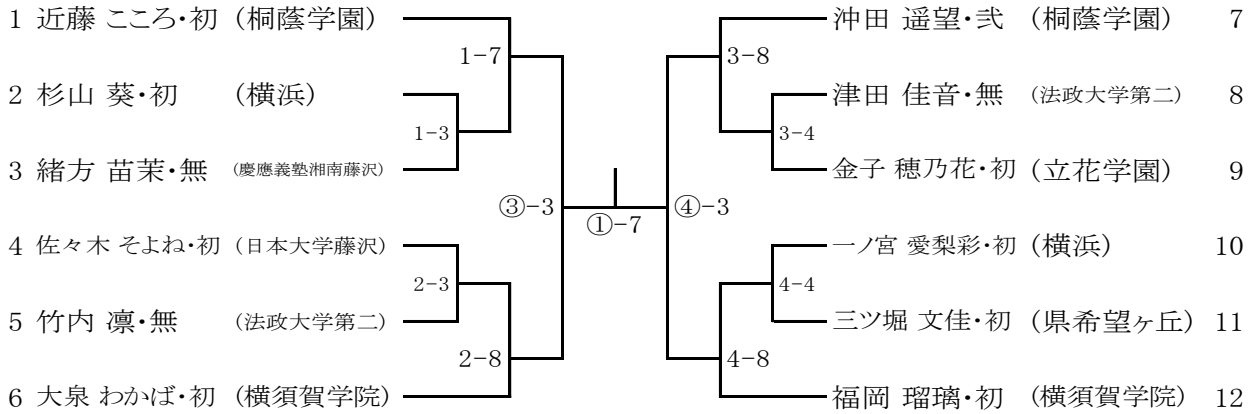 1 近藤 こころ・初 (桐蔭学園)
1-7
2 杉山 葵・初 (横浜)
1-3
3 緒方 苗茉・無 (慶應義塾湘南藤沢)
③-3
4 佐々木 そよね・初 (日本大学藤沢)
2-3
5 竹内 凛・無 (法政大学第二)
2-8
6 大泉 わかば・初 (横須賀学院)
①-7
沖田 遥望・弐 (桐蔭学園) 7
3-8
津田 佳音・無 (法政大学第二) 8
3-4
金子 穂乃花・初 (立花学園) 9
④-3
一ノ宮 愛梨彩・初 (横浜) 10
4-4
三ツ堀 文佳・初 (県希望ヶ丘) 11
4-8
福岡 瑠璃・初 (横須賀学院) 12